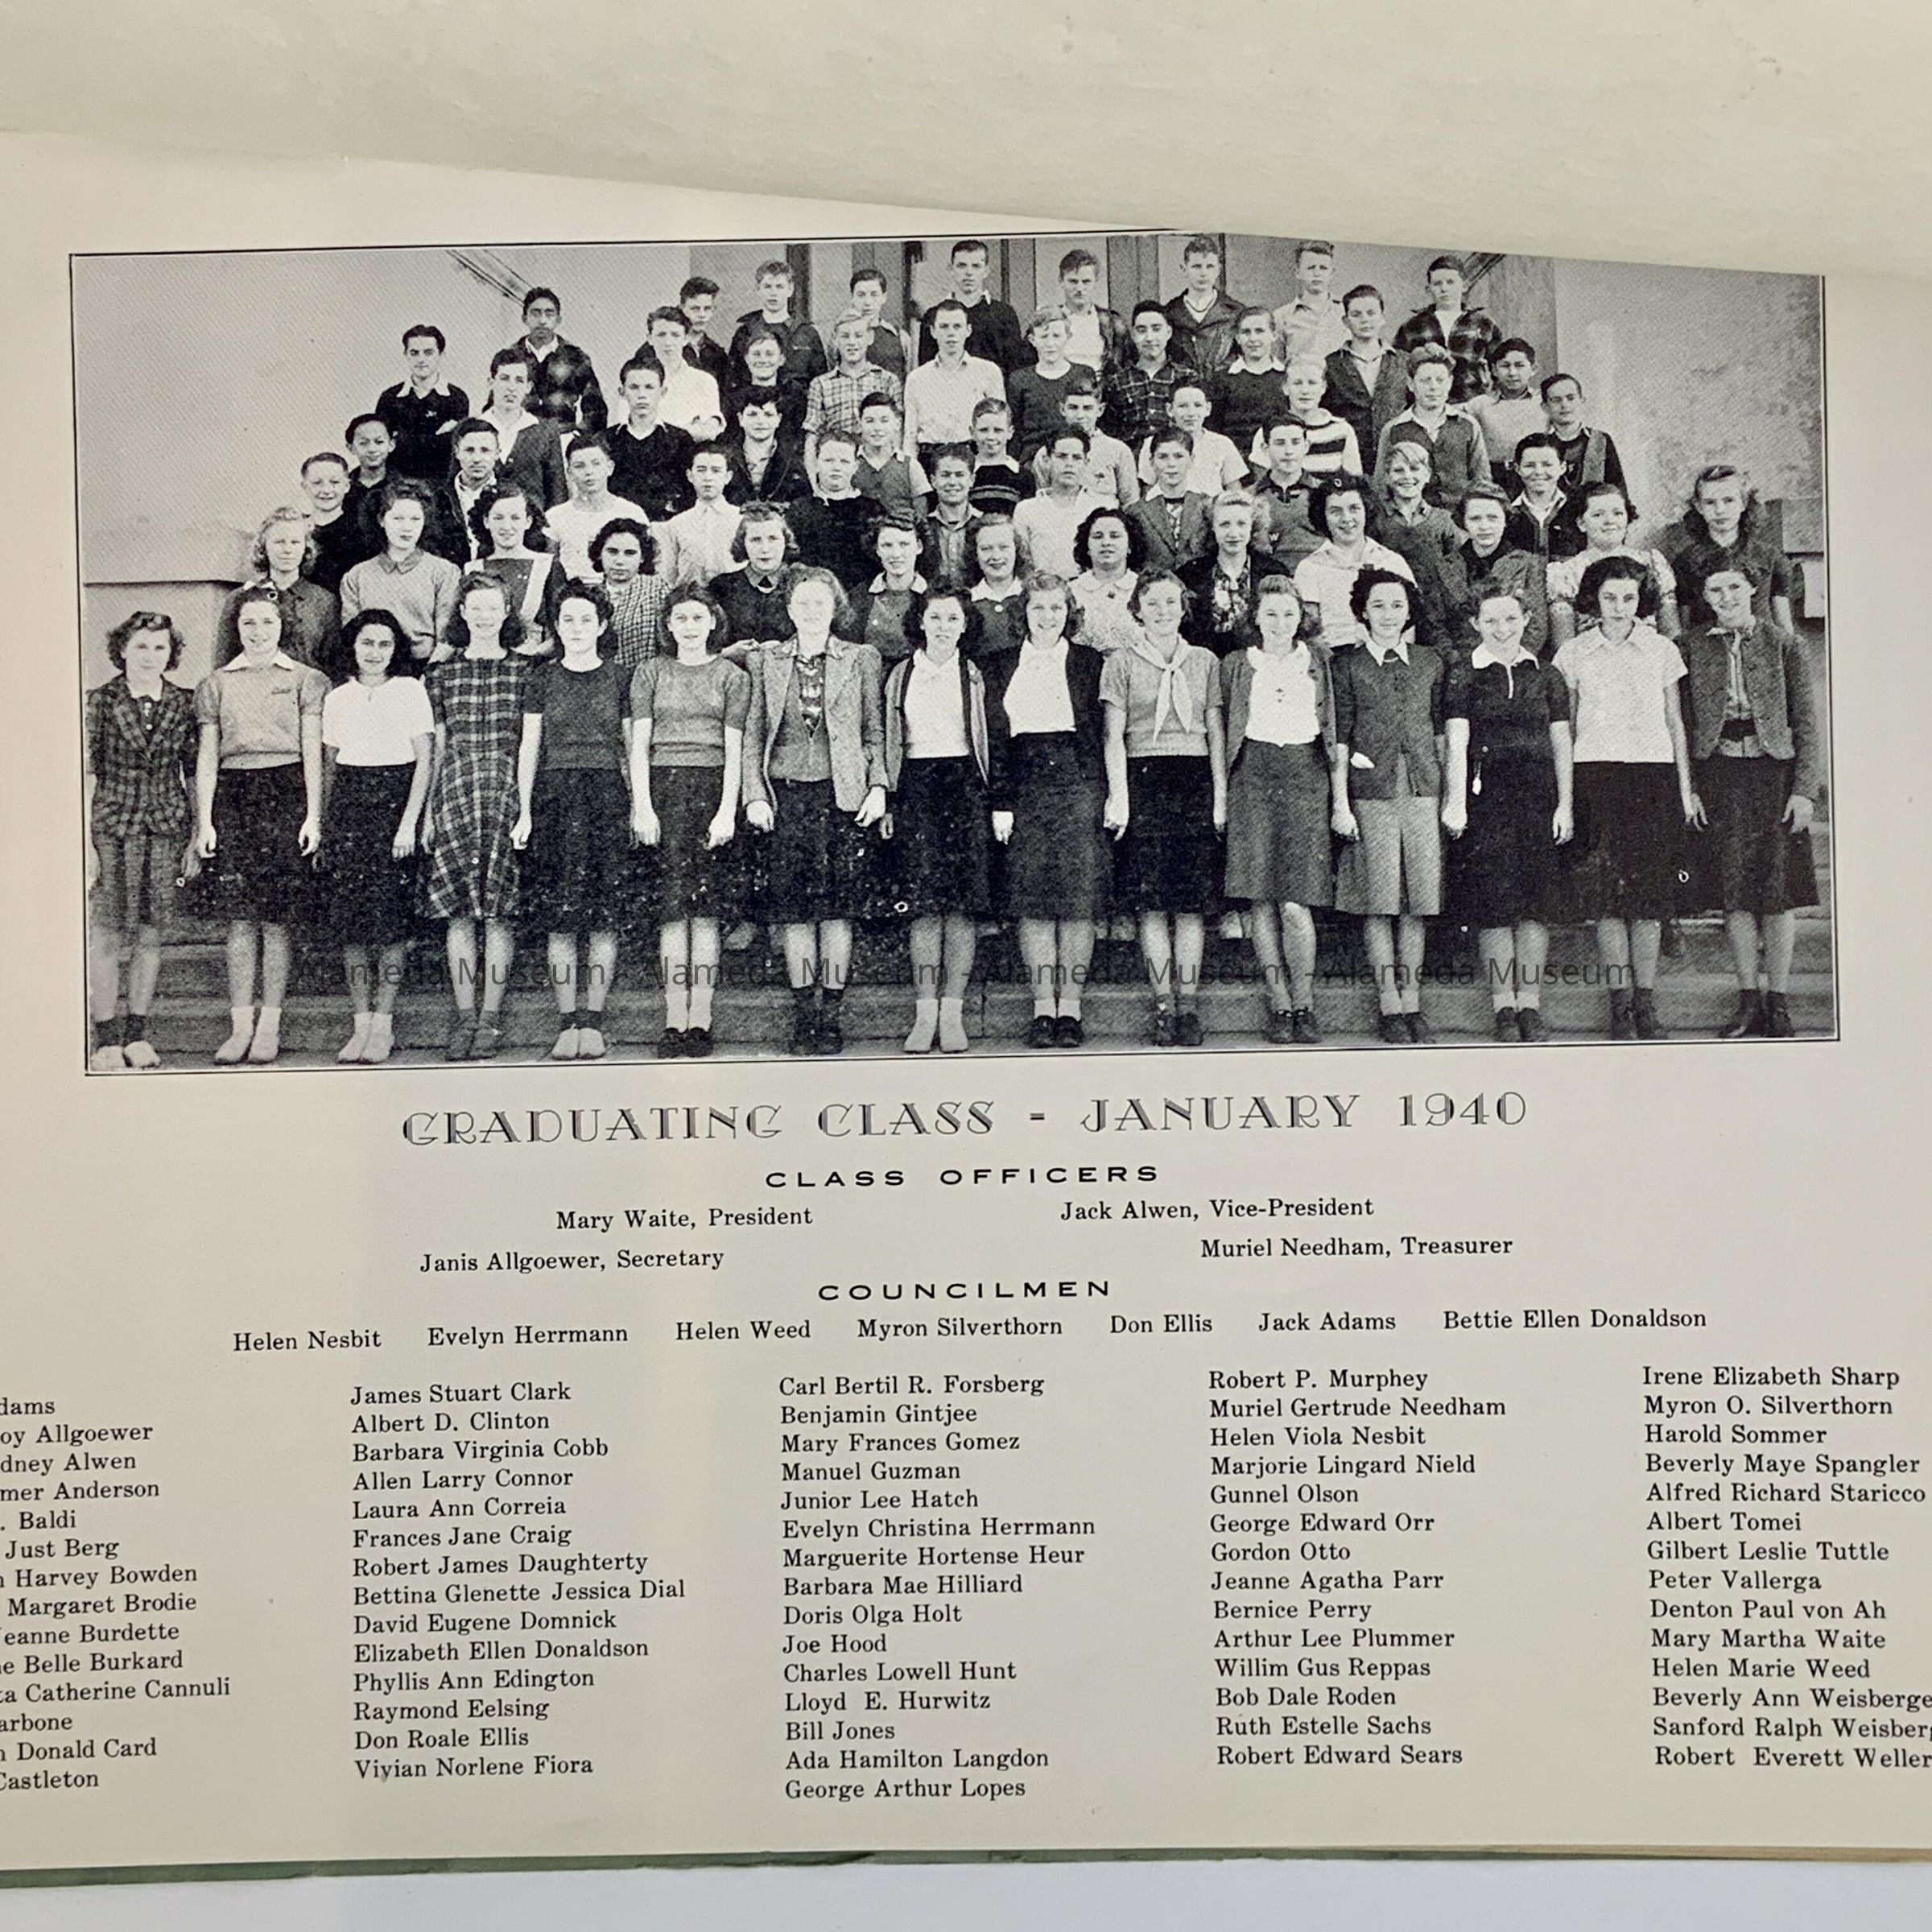 Alameda Museum - Alameda Museum - Alameda Museum - Alameda Museum
GRADUATING CLASS - JANUARY 1940
CLASS OFFICERS
Mary Waite, President Jack Alwen, Vice-President
Janis Allgoewer, Secretary Muriel Needham, Treasurer
COUNCILMEN
Helen Nesbit Evelyn Herrmann Helen Weed Myron Silverthorn Don Ellis Jack Adams Bettie Ellen Donaldson
dams
oy Allgoewer
dney Alwen
mer Anderson
. Baldi
Just Berg
Harvey Bowden
Margaret Brodie
eanne Burdette
e Belle Burkard
ta Catherine Cannuli
arbone
Donald Card
Castleton
James Stuart Clark
Albert D. Clinton
Barbara Virginia Cobb
Allen Larry Connor
Laura Ann Correia
Frances Jane Craig
Robert James Daughterty
Bettina Glenette Jessica Dial
David Eugene Domnick
Elizabeth Ellen Donaldson
Phyllis Ann Edington
Raymond Eelsing
Don Roale Ellis
Vivian Norlene Fiora
Carl Bertil R. Forsberg
Benjamin Gintjee
Mary Frances Gomez
Manuel Guzman
Junior Lee Hatch
Evelyn Christina Herrmann
Marguerite Hortense Heur
Barbara Mae Hilliard
Doris Olga Holt
Joe Hood
Charles Lowell Hunt
Lloyd E. Hurwitz
Bill Jones
Ada Hamilton Langdon
George Arthur Lopes
Robert P. Murphey
Muriel Gertrude Needham
Helen Viola Nesbit
Marjorie Lingard Nield
Gunnel Olson
George Edward Orr
Gordon Otto
Jeanne Agatha Parr
Bernice Perry
Arthur Lee Plummer
Willim Gus Reppas
Bob Dale Roden
Ruth Estelle Sachs
Robert Edward Sears
Irene Elizabeth Sharp
Myron O. Silverthorn
Harold Sommer
Beverly Maye Spangler
Alfred Richard Staricco
Albert Tomei
Gilbert Leslie Tuttle
Peter Vallerga
Denton Paul von Ah
Mary Martha Waite
Helen Marie Weed
Beverly Ann Weisberge
Sanford Ralph Weisber
Robert Everett Weller